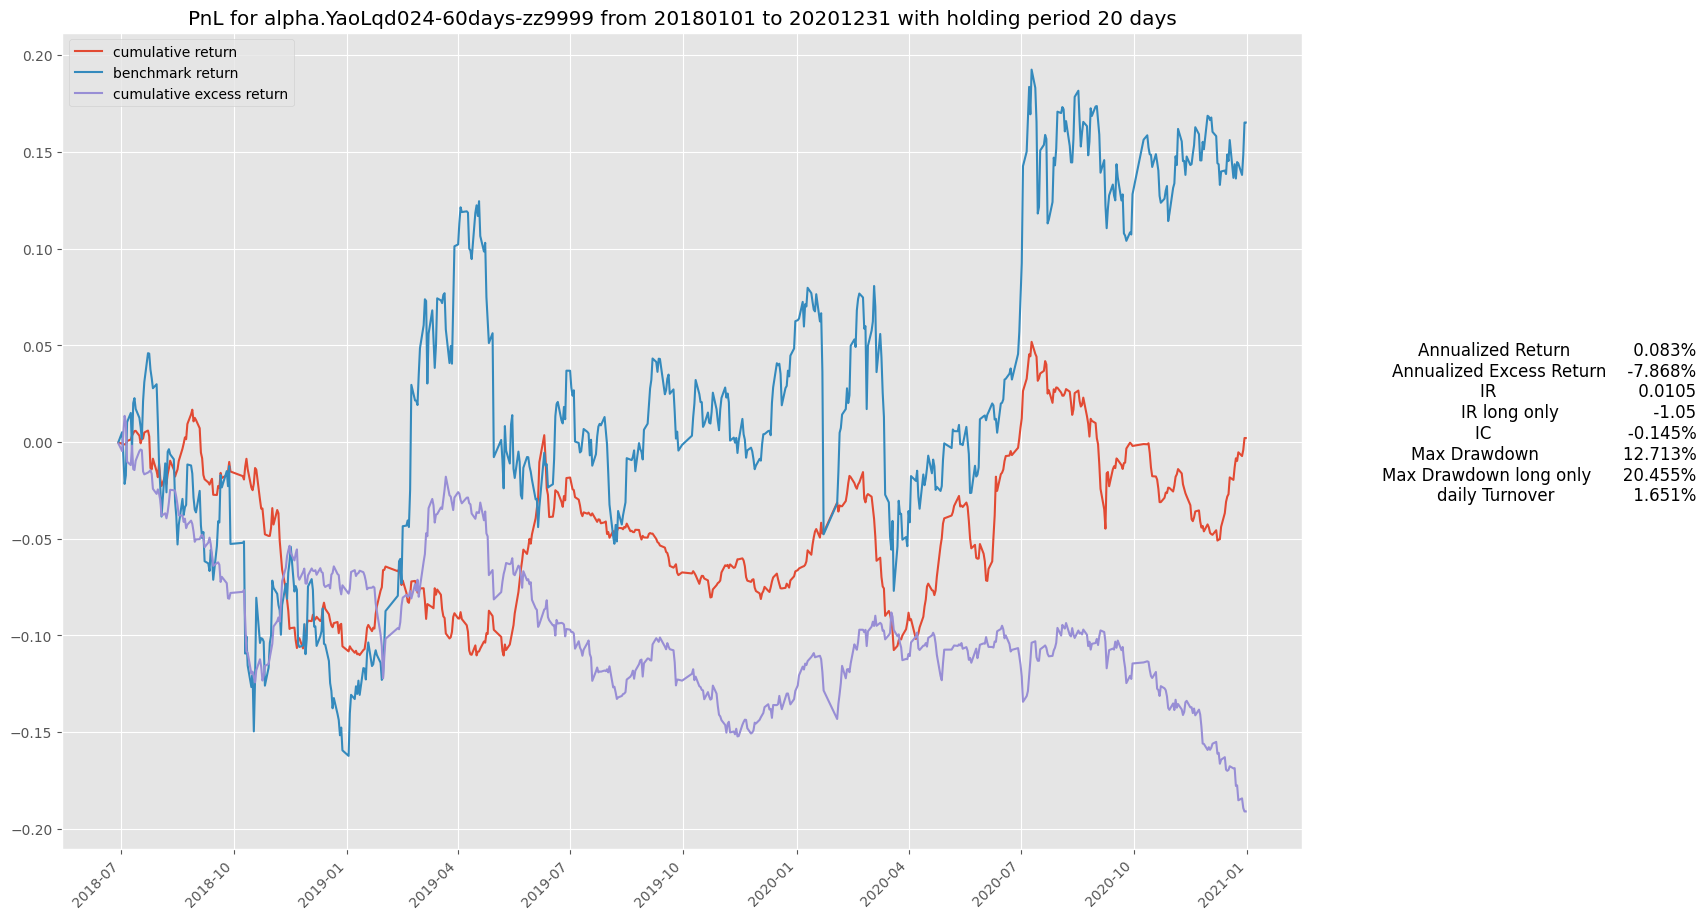 PnL for alpha.YaoLqd024-60days-zz9999 from 20180101 to 20201231 with holding period 20 days
cumulative return
benchmark return
cumulative excess return
0.20
0.15
0.10
0.05
0.00
−0.05
−0.10
−0.15
−0.20
2018-07
2018-10
2019-01
2019-04
2019-07
2019-10
2020-01
2020-04
2020-07
2020-10
2021-01
Annualized Return 0.083%
Annualized Excess Return -7.868%
IR 0.0105
IR long only -1.05
IC -0.145%
Max Drawdown 12.713%
Max Drawdown long only 20.455%
daily Turnover 1.651%